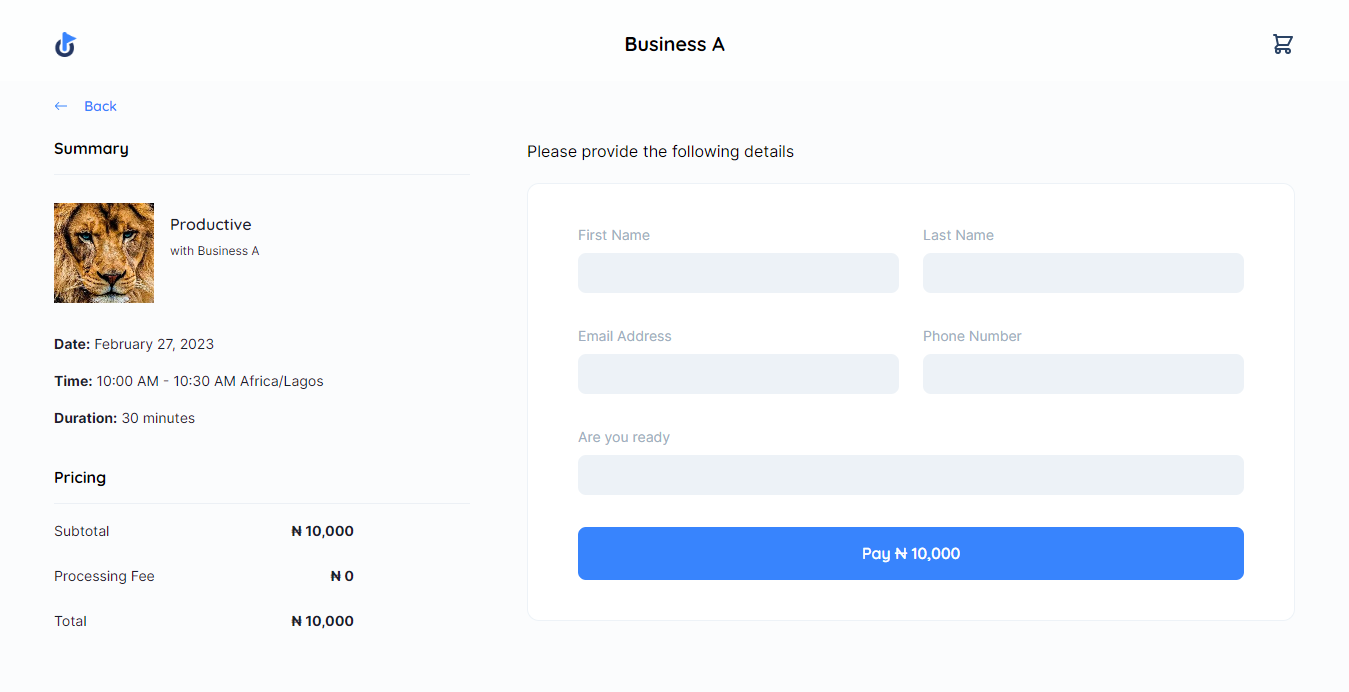 Business A
Back
Summary
Productive
with Business A
Date: February 27, 2023
Time: 10:00 AM - 10:30 AM Africa/Lagos
Duration: 30 minutes
Pricing
Subtotal ₦ 10,000
Processing Fee ₦ 0
Total ₦ 10,000
Please provide the following details
First Name Last Name
Email Address Phone Number
Are you ready
Pay ₦ 10,000